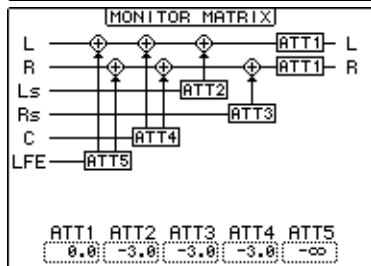 MONITOR MATRIX
L ATT1 L
R ATT1 R
Ls ATT2
Rs ATT3
C ATT4
LFE ATT5
ATT1 ATT2 ATT3 ATT4 ATT5
0.0 -3.0 -3.0 -3.0 -∞